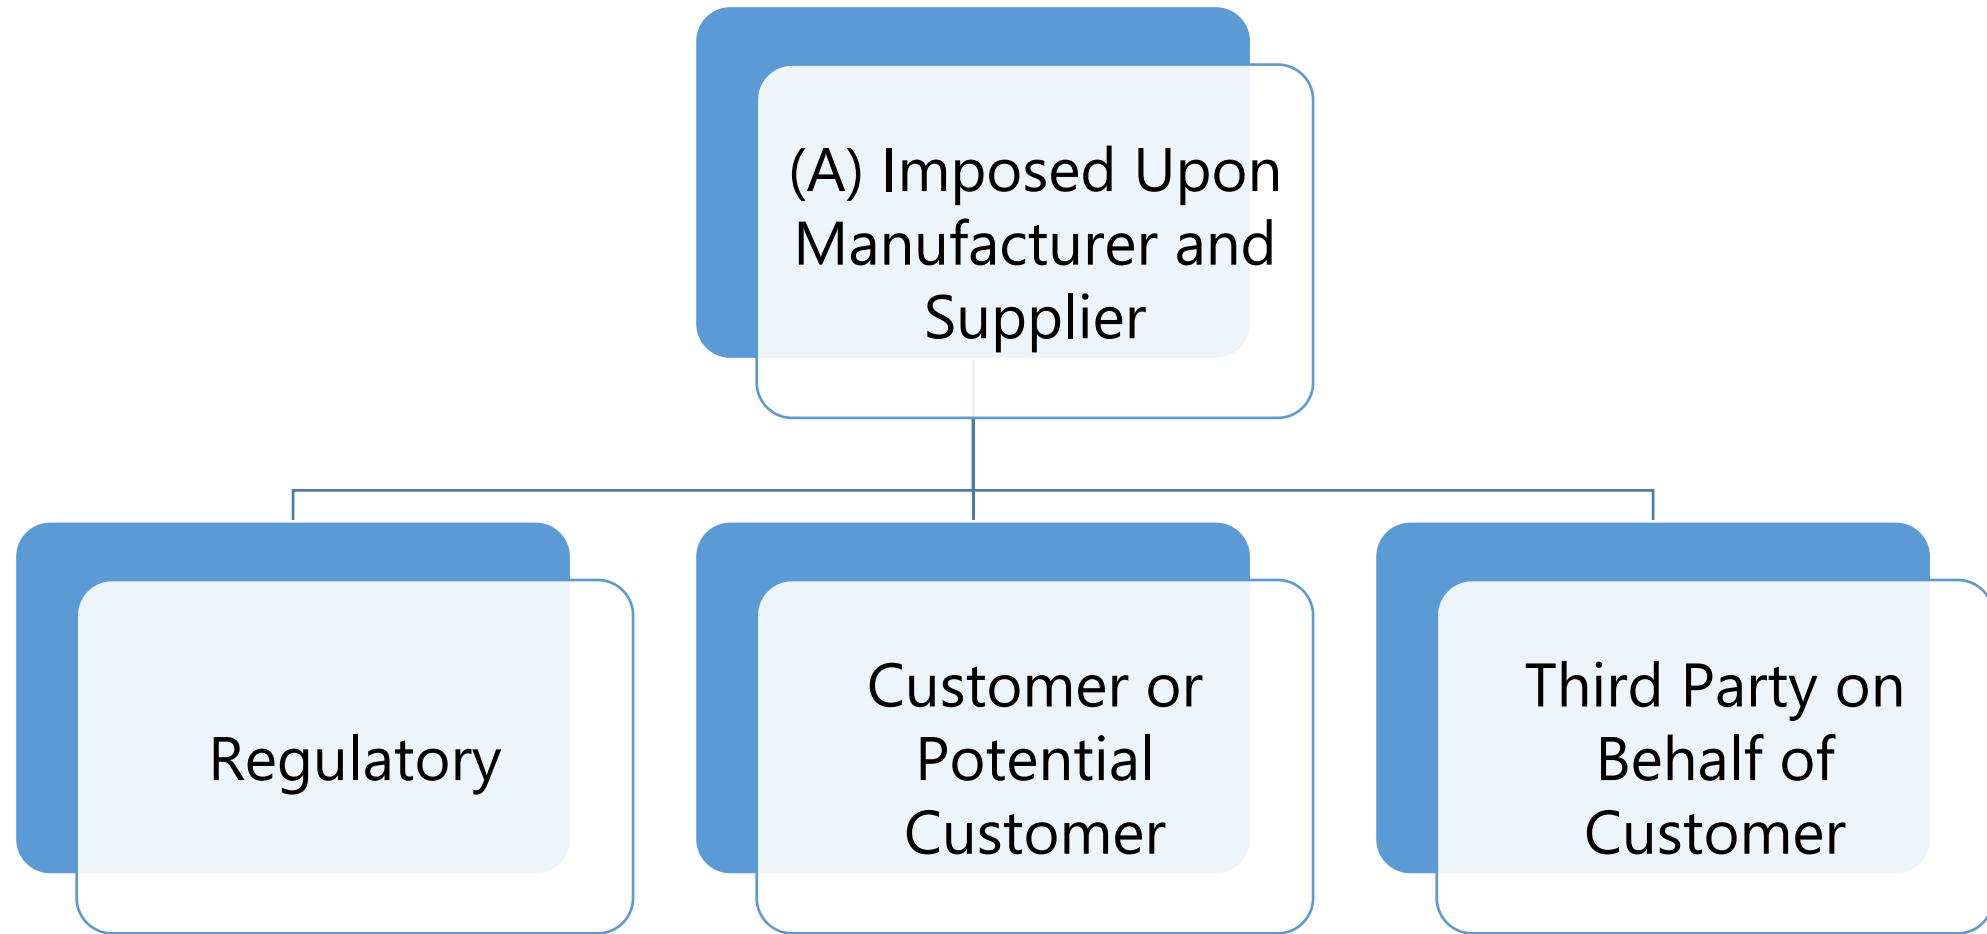 (A) Imposed Upon
Manufacturer and
Supplier
Regulatory
Customer or
Potential
Customer
Third Party on
Behalf of
Customer